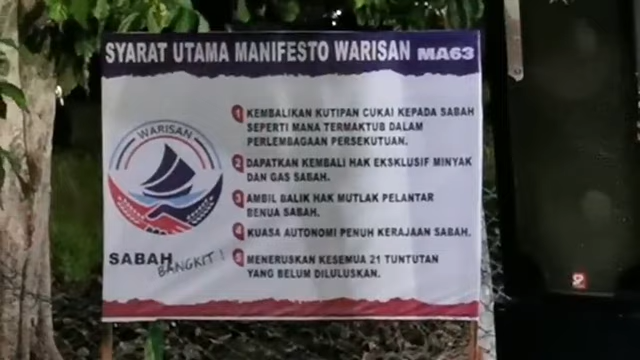 SYARAT UTAMA MANIFESTO WARISAN MA63
WARISAN
SABAH
BANGKIT !
1 KEMBALIKAN KUTIPAN CUKAI KEPADA SABAH
SEPERTI MANA TERMAKTUB DALAM
PERLEMBAGAAN PERSEKUTUAN.
2 DAPATKAN KEMBALI HAK EKSKLUSIF MINYAK
DAN GAS SABAH.
3 AMBIL BALIK HAK MUTLAK PELANTAR
BENUA SABAH.
4 KUASA AUTONOMI PENUH KERAJAAN SABAH.
5 MENERUSKAN KESEMUA 21 TUNTUTAN
YANG BELUM DILULUSKAN.